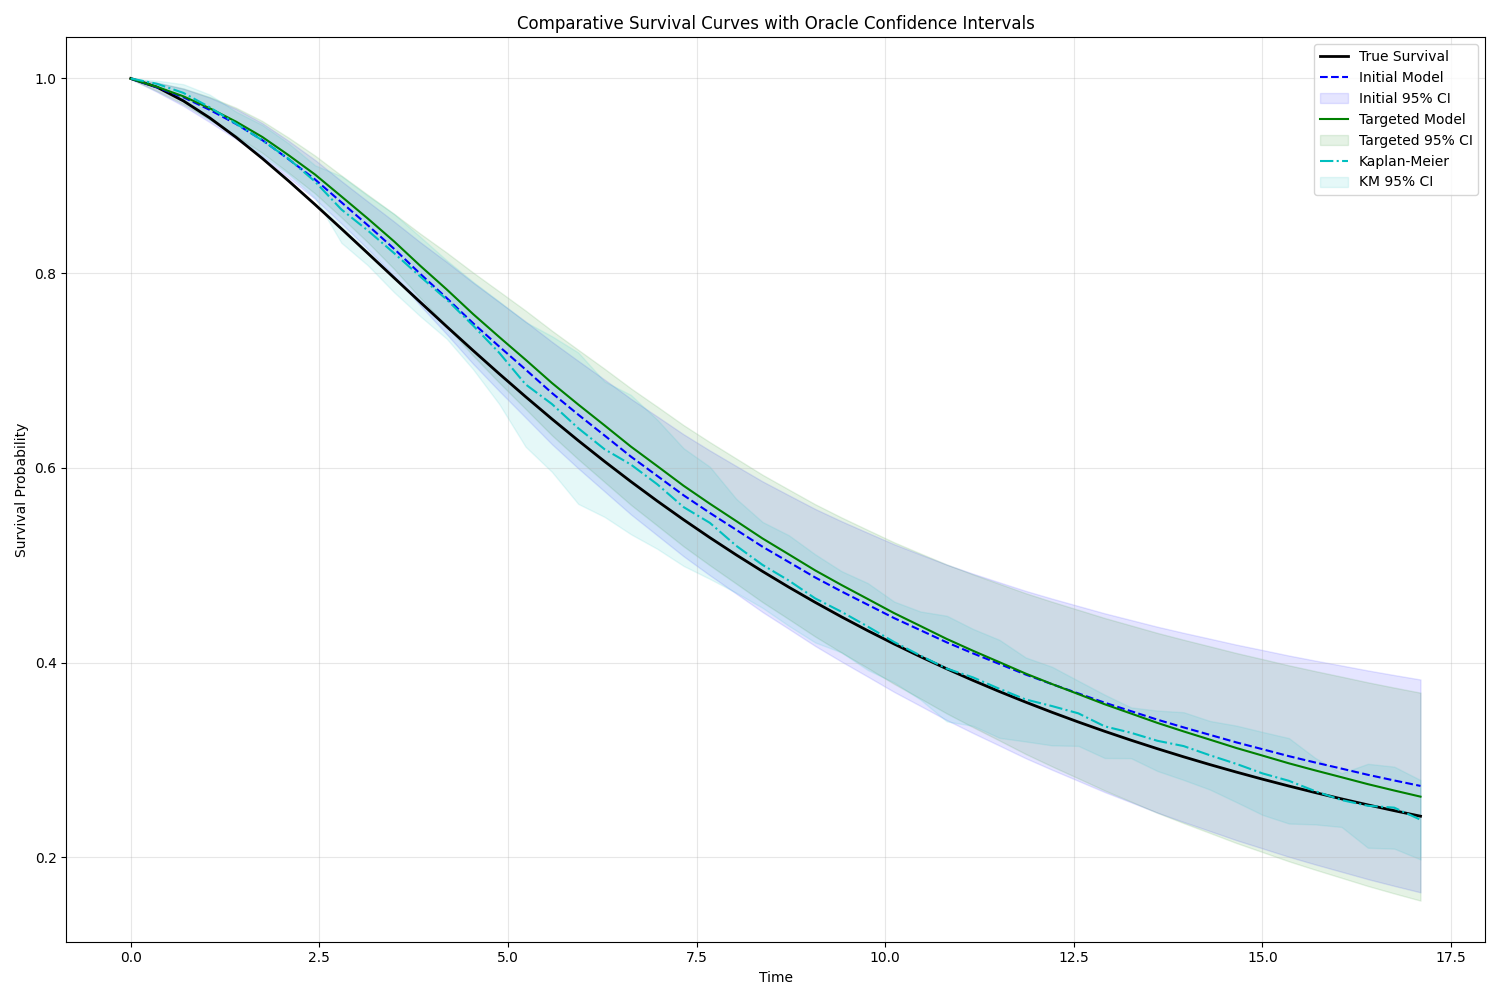 Comparative Survival Curves with Oracle Confidence Intervals
True Survival
Initial Model
Initial 95% CI
Targeted Model
Targeted 95% CI
Kaplan-Meier
KM 95% CI
Survival Probability
1.0
0.8
0.6
0.4
0.2
0.0
2.5
5.0
7.5
10.0
12.5
15.0
17.5
Time